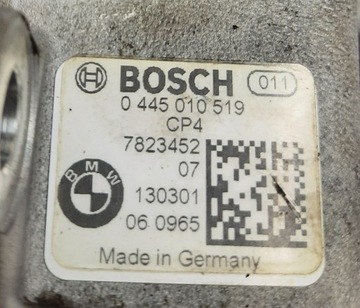 BOSCH 011
0 445 010 519
CP4
7823452
07
BMW
130301
06 0965
Made in Germany